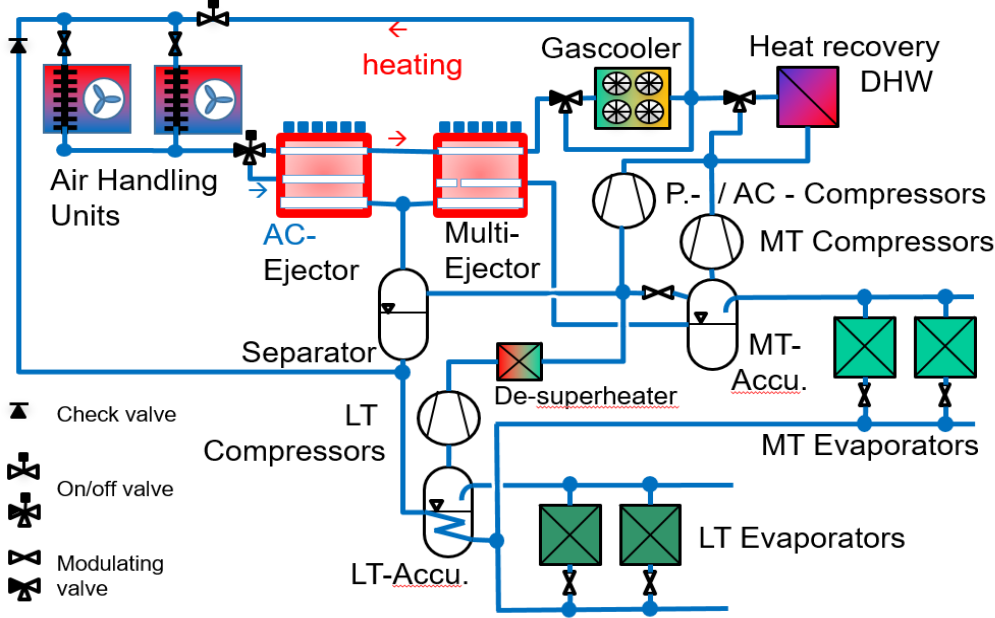 heating
Gascooler
Heat recovery
DHW
Air Handling
Units
AC-
Ejector
Multi-
Ejector
P.- / AC - Compressors
MT Compressors
Separator
De-superheater
MT-
Accu.
LT
Compressors
MT Evaporators
LT-Accu.
LT Evaporators
Check valve
On/off valve
Modulating
valve